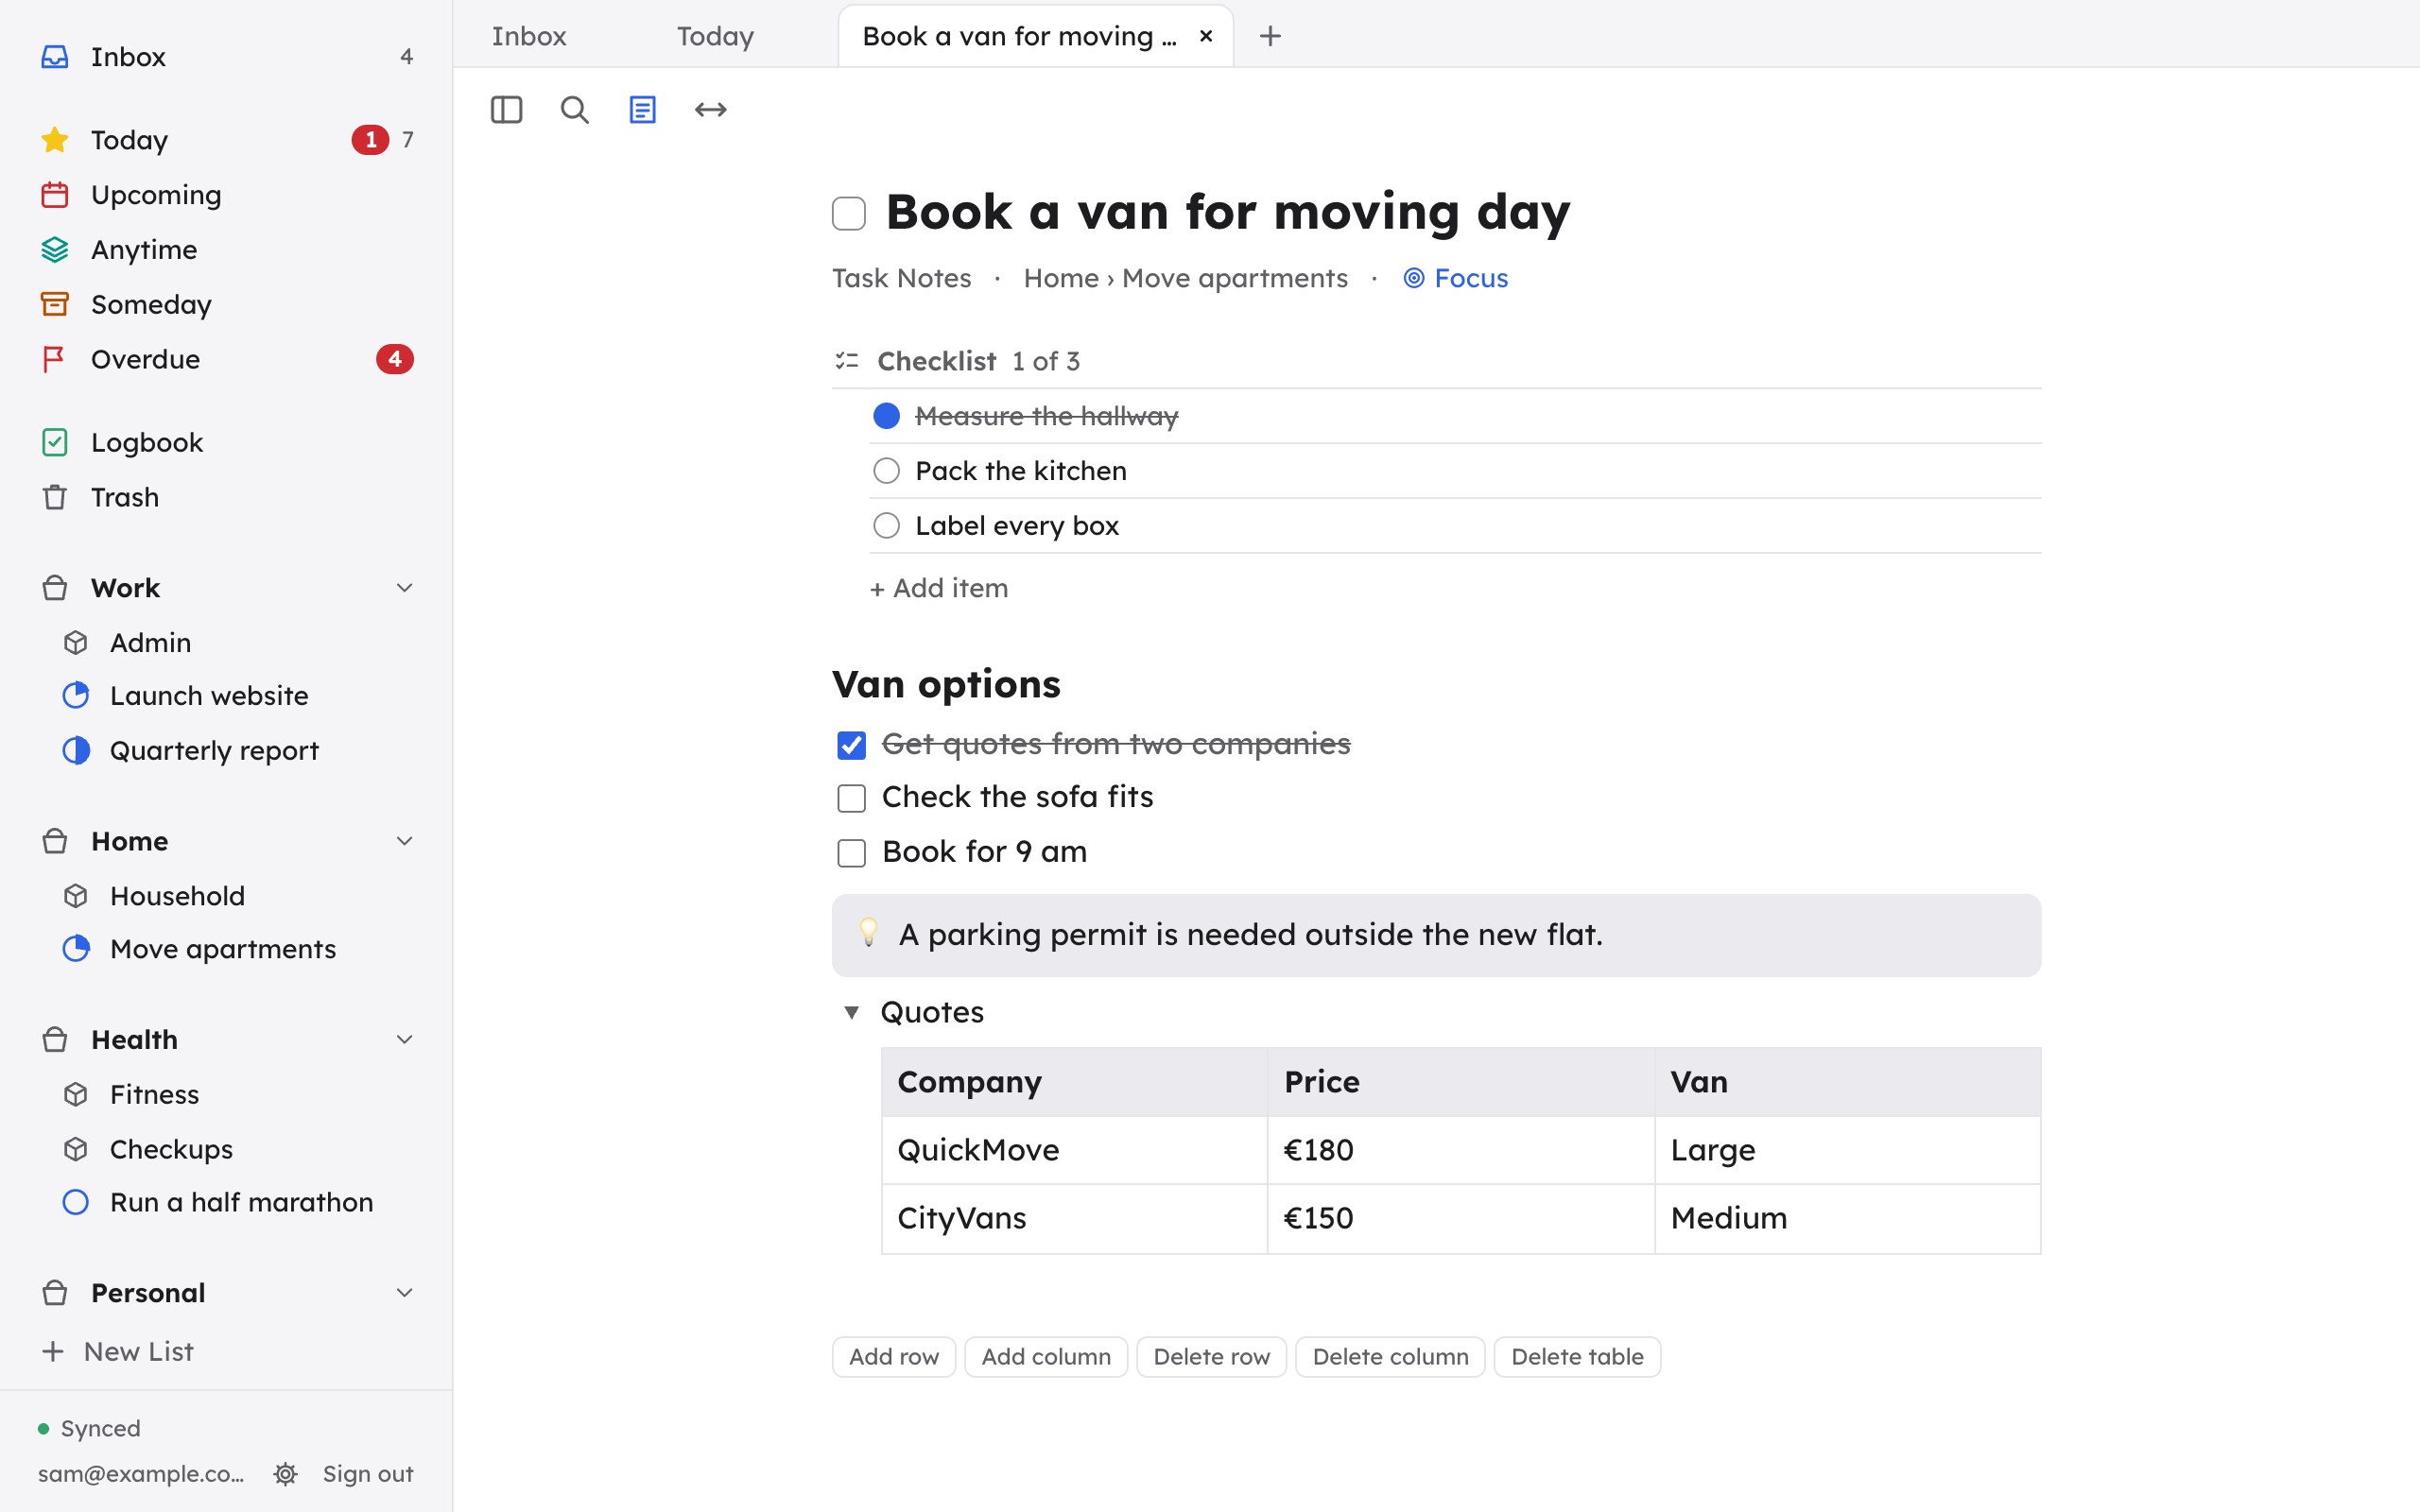 Inbox 4
Today 1 7
Upcoming
Anytime
Someday
Overdue 4
Logbook
Trash
Work
Admin
Launch website
Quarterly report
Home
Household
Move apartments
Health
Fitness
Checkups
Run a half marathon
Personal
+ New List
Synced
sam@example.co... Sign out
Inbox Today Book a van for moving ... × +
Book a van for moving day
Task Notes · Home › Move apartments · Focus
Checklist 1 of 3
Measure the hallway
Pack the kitchen
Label every box
+ Add item
Van options
Get quotes from two companies
Check the sofa fits
Book for 9 am
💡 A parking permit is needed outside the new flat.
▼ Quotes
Company Price Van
QuickMove €180 Large
CityVans €150 Medium
Add row Add column Delete row Delete column Delete table